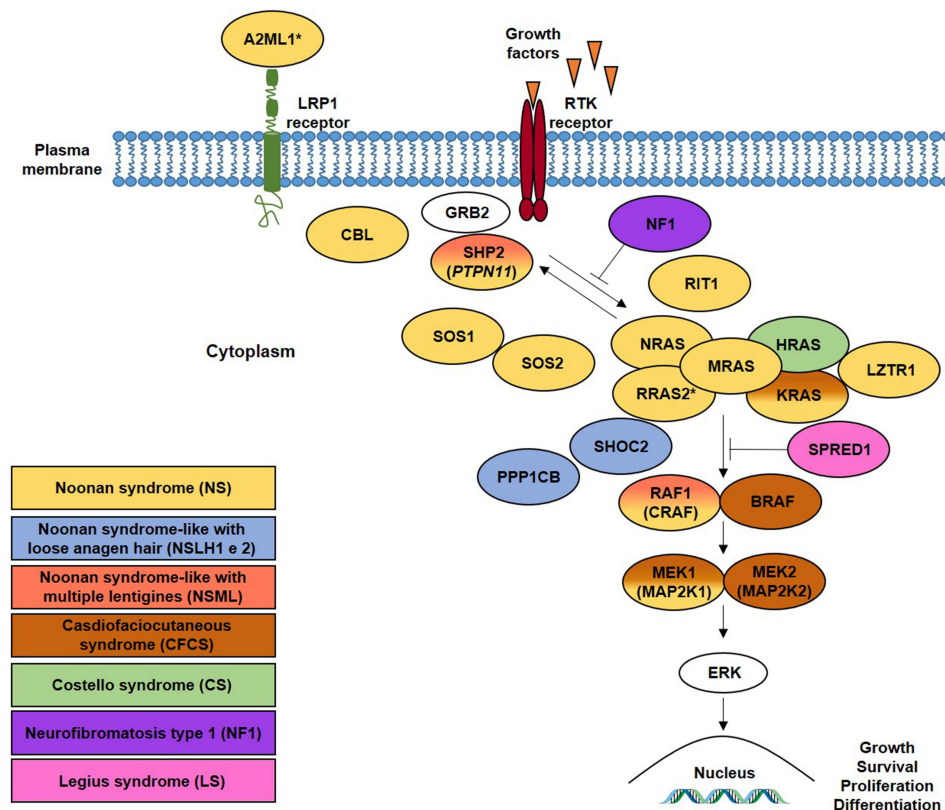 A2ML1*
Growth
factors
LRP1
receptor
RTK
receptor
Plasma
membrane
GRB2
CBL
SHP2
(PTPN11)
NF1
RIT1
SOS1
SOS2
Cytoplasm
NRAS
MRAS
HRAS
LZTR1
RRAS2*
KRAS
SHOC2
SPRED1
PPP1CB
RAF1
(CRAF)
BRAF
MEK1
(MAP2K1)
MEK2
(MAP2K2)
ERK
Nucleus
Growth
Survival
Proliferation
Differentiation
Noonan syndrome (NS)
Noonan syndrome-like with
loose anagen hair (NSLH1 e 2)
Noonan syndrome-like with
multiple lentigines (NSML)
Casdiofaciocutaneous
syndrome (CFCS)
Costello syndrome (CS)
Neurofibromatosis type 1 (NF1)
Legius syndrome (LS)